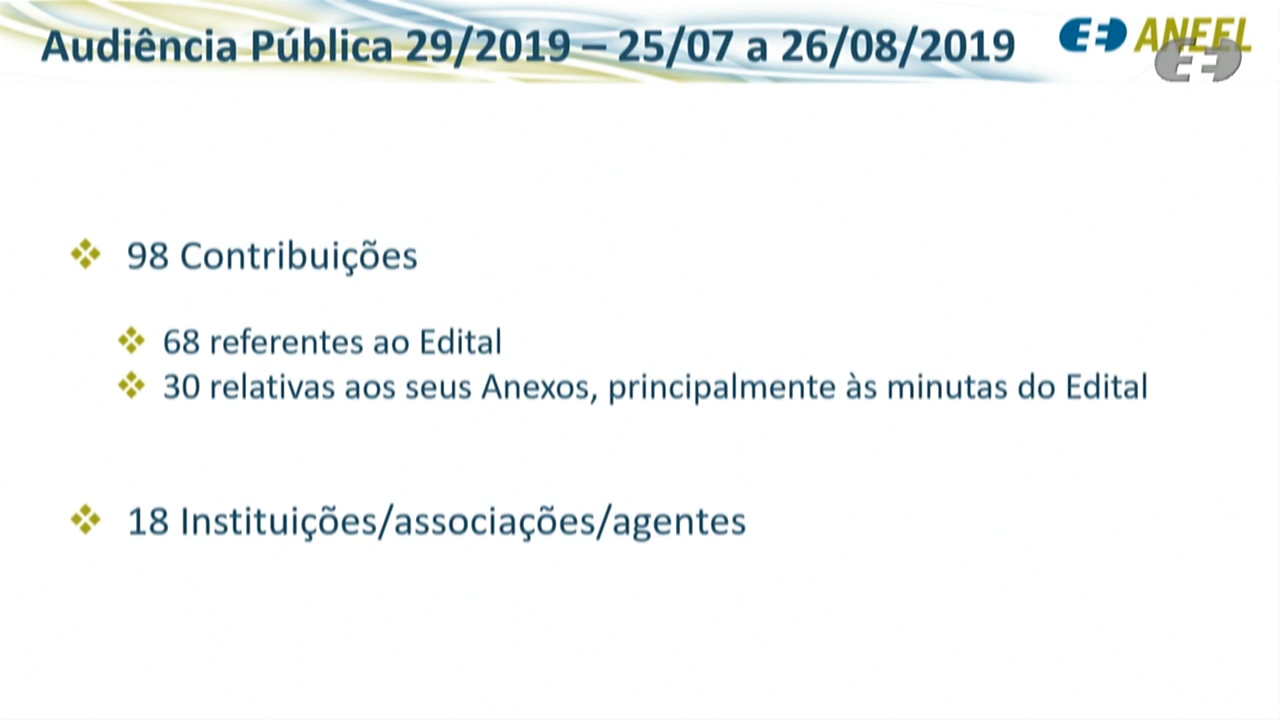 Audiência Pública 29/2019 – 25/07 a 26/08/2019
ANEEL
98 Contribuições
68 referentes ao Edital
30 relativas aos seus Anexos, principalmente às minutas do Edital
18 Instituições/associações/agentes